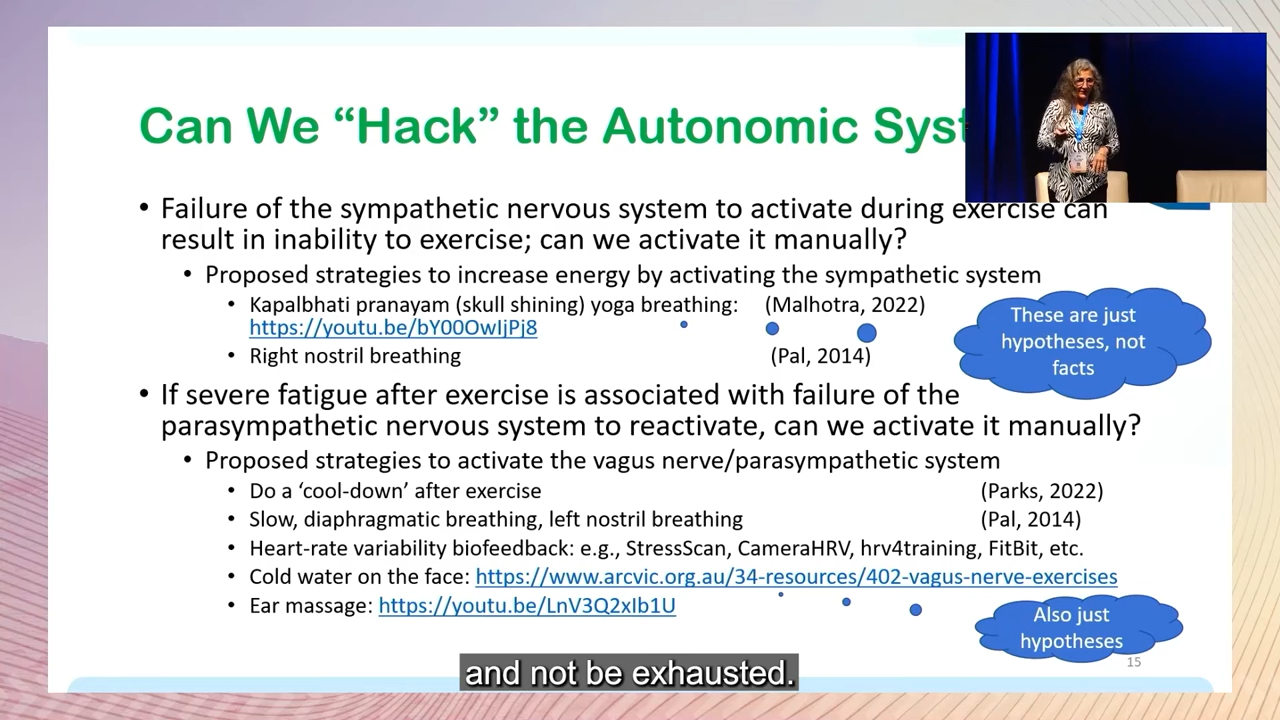 Can We “Hack” the Autonomic Syst
• Failure of the sympathetic nervous system to activate during exercise can
result in inability to exercise; can we activate it manually?
• Proposed strategies to increase energy by activating the sympathetic system
• Kapalbhati pranayam (skull shining) yoga breathing: (Malhotra, 2022)
https://youtu.be/bY00OwIjPj8
• Right nostril breathing (Pal, 2014)
These are just
hypotheses, not
facts
• If severe fatigue after exercise is associated with failure of the
parasympathetic nervous system to reactivate, can we activate it manually?
• Proposed strategies to activate the vagus nerve/parasympathetic system
• Do a ‘cool-down’ after exercise (Parks, 2022)
• Slow, diaphragmatic breathing, left nostril breathing (Pal, 2014)
• Heart-rate variability biofeedback: e.g., StressScan, CameraHRV, hrv4training, FitBit, etc.
• Cold water on the face: https://www.arcvic.org.au/34-resources/402-vagus-nerve-exercises
• Ear massage: https://youtu.be/LnV3Q2xIb1U
Also just
hypotheses
15
and not be exhausted.